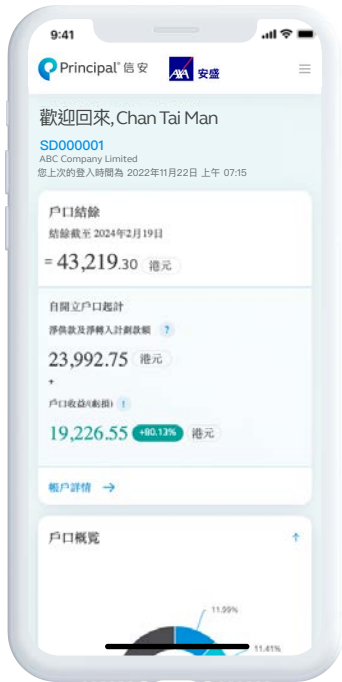 9:41
Principal® 信安 AXA 安盛
歡迎回來, Chan Tai Man
SD000001
ABC Company Limited
您上次的登入時間為 2022年11月22日 上午 07:15
戶口結餘
結餘截至 2024年2月19日
= 43,219.30 港元
自開立戶口起計
淨供款及淨轉入計劃款額 ?
23,992.75 港元
+
戶口收益/(虧損) !
19,226.55 +80.13% 港元
帳戶詳情 →
戶口概覧 ↑
11.99%
11.41%